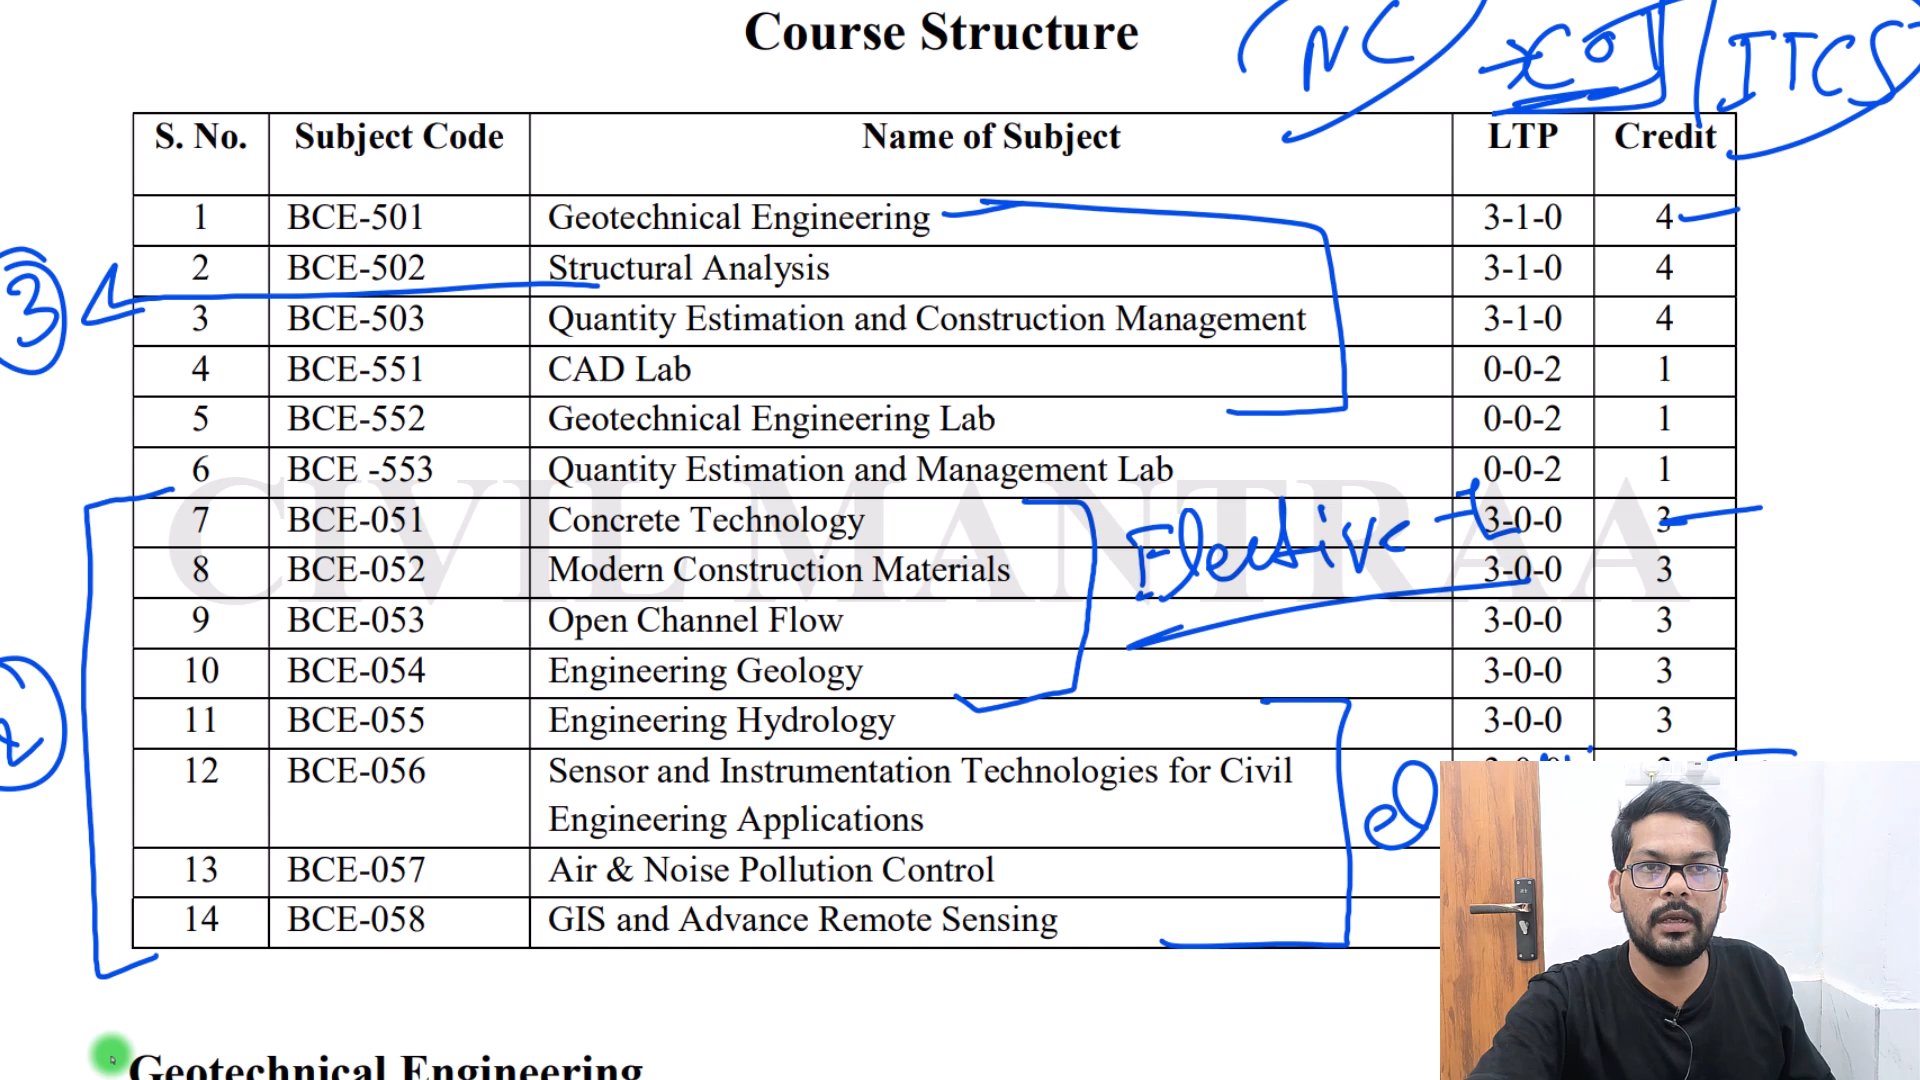 Course Structure
NC COI ITCS
S. No. Subject Code Name of Subject LTP Credit
1 BCE-501 Geotechnical Engineering 3-1-0 4
2 BCE-502 Structural Analysis 3-1-0 4
3
3 BCE-503 Quantity Estimation and Construction Management 3-1-0 4
4 BCE-551 CAD Lab 0-0-2 1
5 BCE-552 Geotechnical Engineering Lab 0-0-2 1
6 BCE -553 Quantity Estimation and Management Lab 0-0-2 1
7 BCE-051 Concrete Technology 3-0-0 3
Elective - I
8 BCE-052 Modern Construction Materials 3-0-0 3
9 BCE-053 Open Channel Flow 3-0-0 3
10 BCE-054 Engineering Geology 3-0-0 3
11 BCE-055 Engineering Hydrology 3-0-0 3
2
12 BCE-056 Sensor and Instrumentation Technologies for Civil
Engineering Applications
13 BCE-057 Air & Noise Pollution Control
14 BCE-058 GIS and Advance Remote Sensing
CIVIL MANTRAA
Geotechnical Engineering